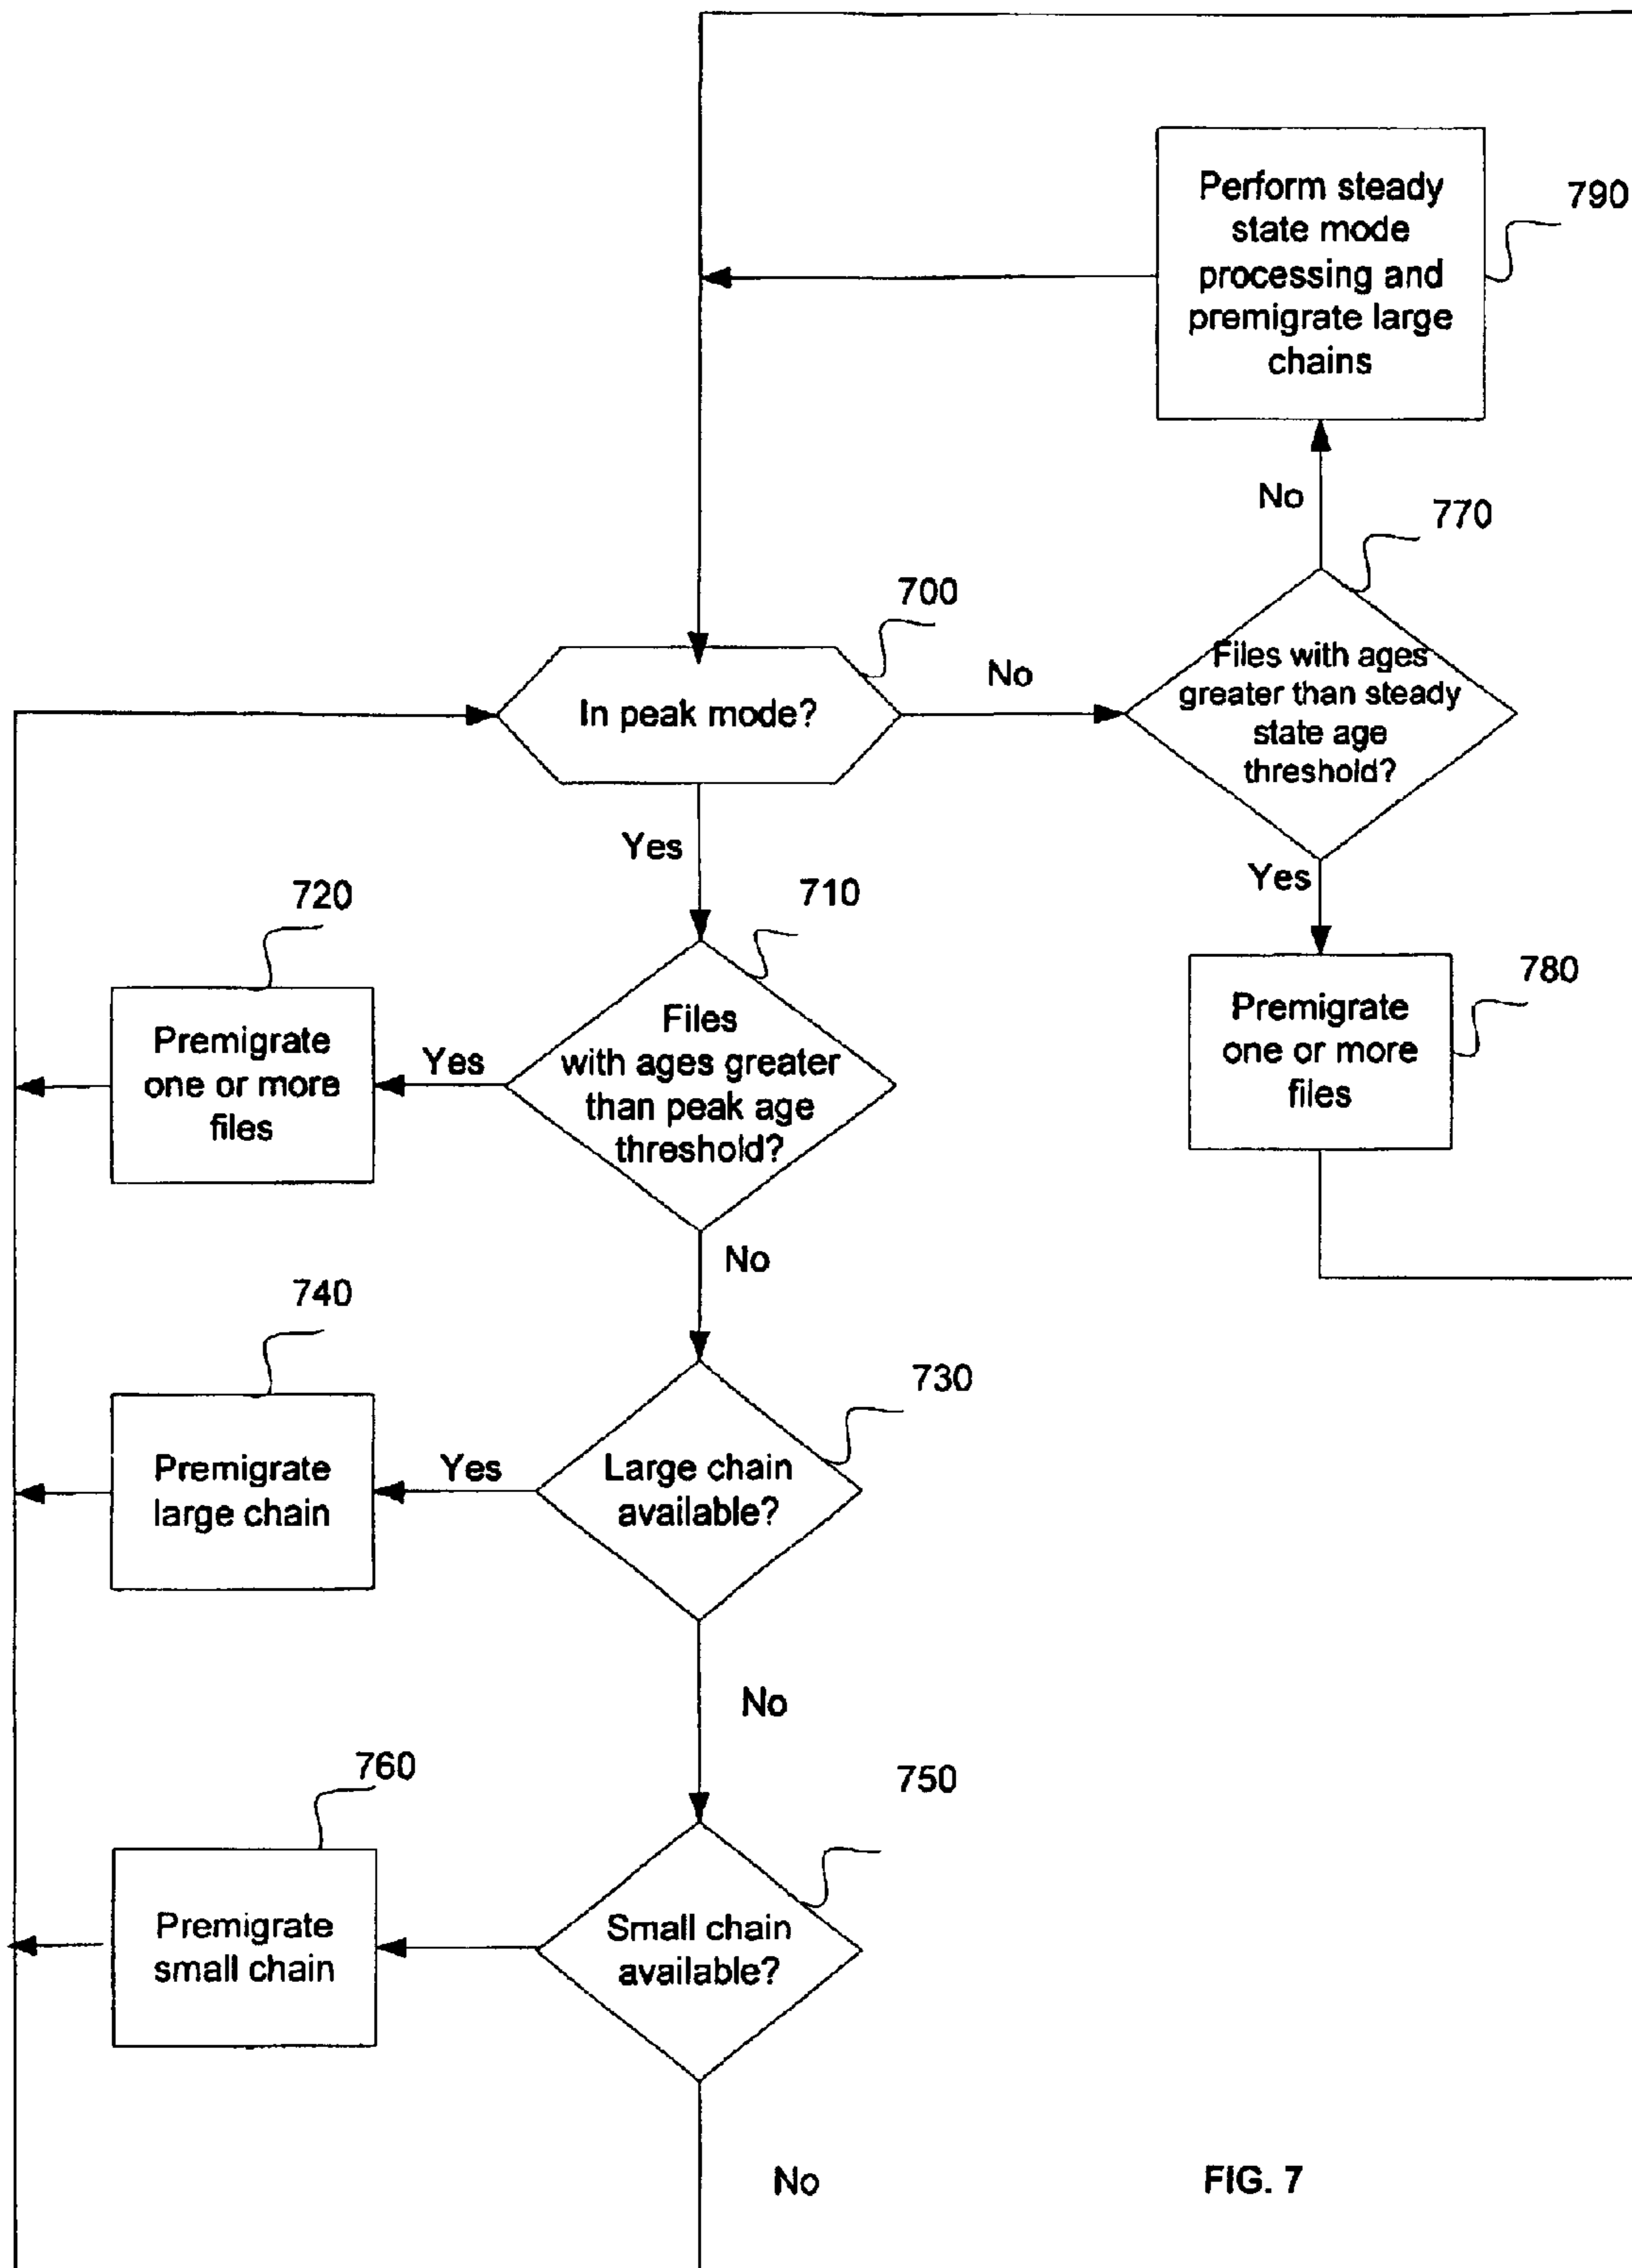 Perform steady
state mode
processing and
premigrate large
chains
790
No
770
700
Files with ages
greater than steady
state age
threshold?
No
In peak mode?
Yes
Yes
710
720
780
Premigrate
one or more
files
Files
with ages greater
than peak age
threshold?
Yes
Premigrate
one or more
files
No
740
730
Large chain
available?
Yes
Premigrate
large chain
No
760
750
Small chain
available?
Premigrate
small chain
No
FIG. 7